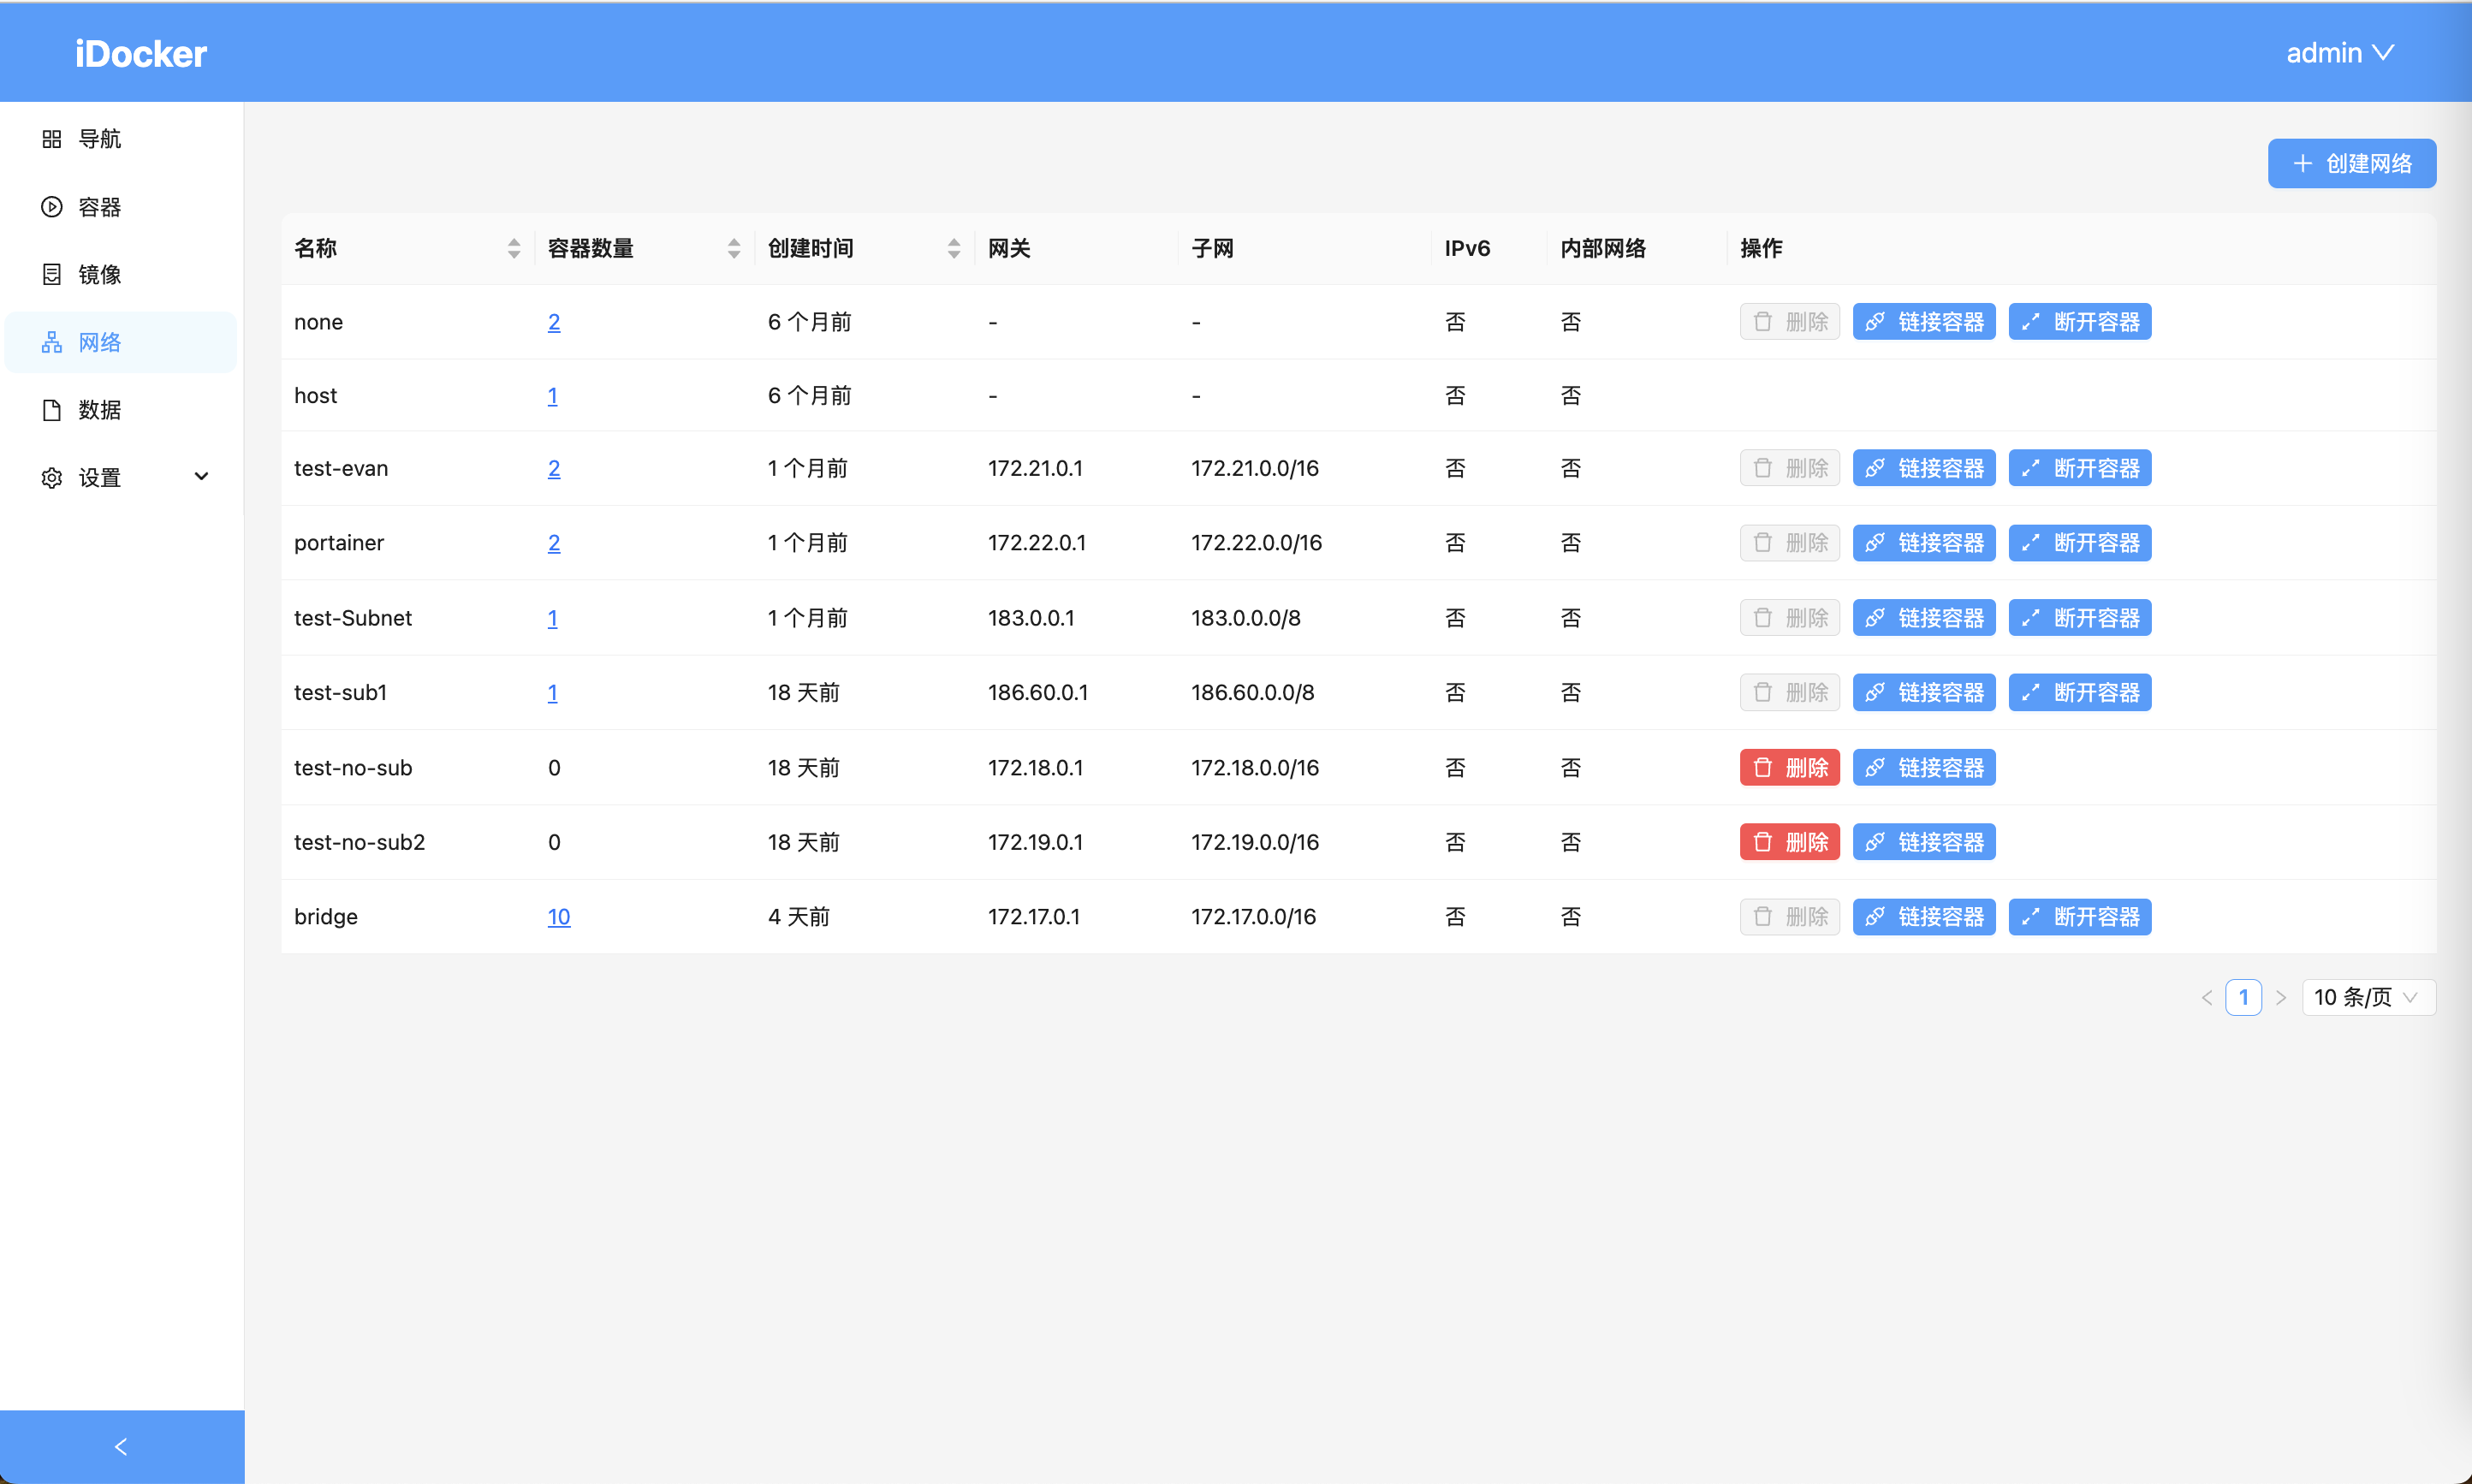 iDocker
admin
导航
容器
镜像
网络
数据
设置
创建网络
名称 容器数量 创建时间 网关 子网 IPv6 内部网络 操作
none 2 6 个月前 - - 否 否 删除 链接容器 断开容器
host 1 6 个月前 - - 否 否
test-evan 2 1 个月前 172.21.0.1 172.21.0.0/16 否 否 删除 链接容器 断开容器
portainer 2 1 个月前 172.22.0.1 172.22.0.0/16 否 否 删除 链接容器 断开容器
test-Subnet 1 1 个月前 183.0.0.1 183.0.0.0/8 否 否 删除 链接容器 断开容器
test-sub1 1 18 天前 186.60.0.1 186.60.0.0/8 否 否 删除 链接容器 断开容器
test-no-sub 0 18 天前 172.18.0.1 172.18.0.0/16 否 否 删除 链接容器
test-no-sub2 0 18 天前 172.19.0.1 172.19.0.0/16 否 否 删除 链接容器
bridge 10 4 天前 172.17.0.1 172.17.0.0/16 否 否 删除 链接容器 断开容器
1 10 条/页